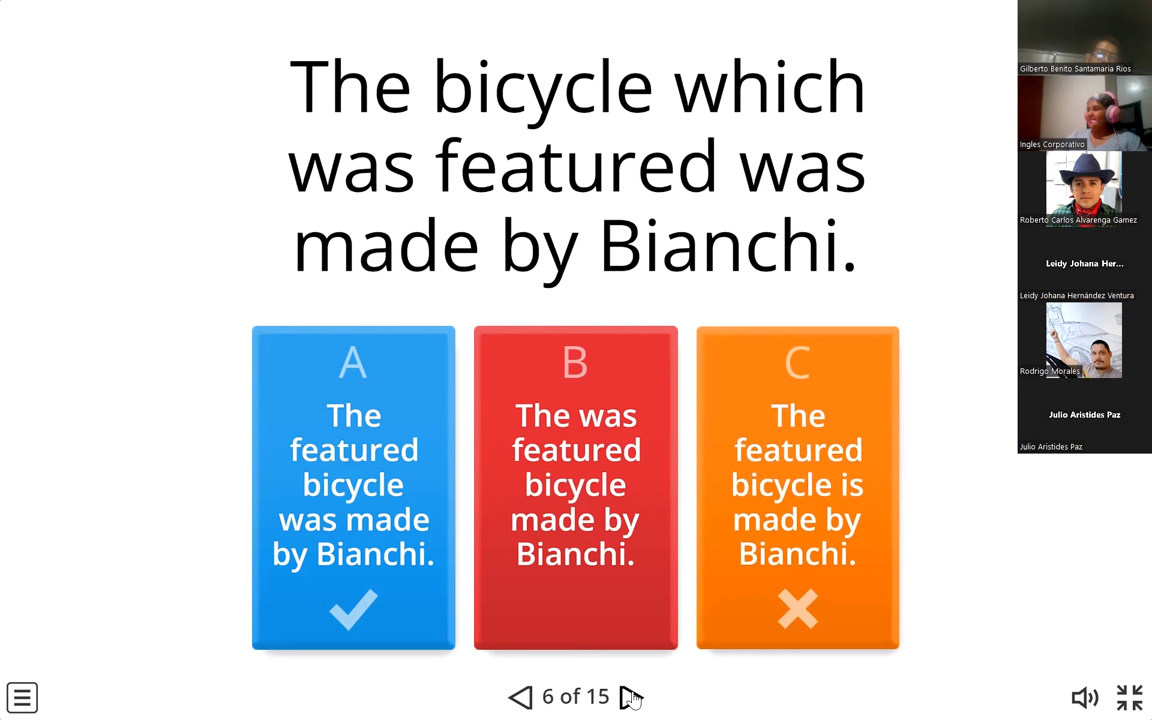 The bicycle which
was featured was
made by Bianchi.
A
The
featured
bicycle
was made
by Bianchi.
B
The was
featured
bicycle
made by
Bianchi.
C
The
featured
bicycle is
made by
Bianchi.
6 of 15
Gilberto Benito Santamaria Rios
Ingles Corporativo
Roberto Carlos Alvarenga Gamez
Leidy Johana Her...
Leidy Johana Hernández Ventura
Rodrigo Morales
Julio Aristides Paz
Julio Aristides Paz